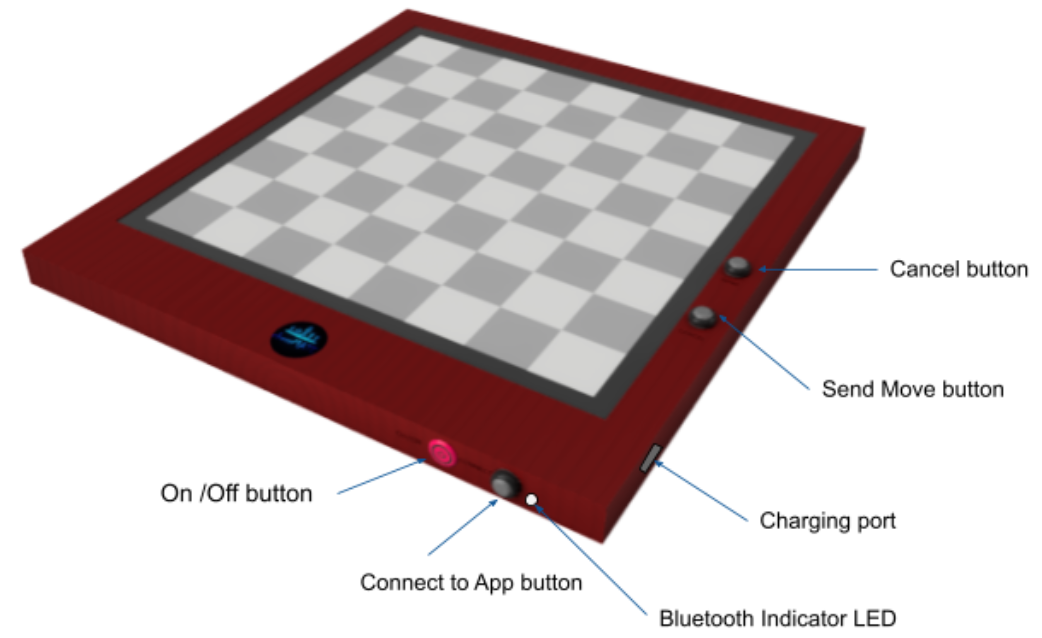 Cancel button
Send Move button
On /Off button
Charging port
Connect to App button
Bluetooth Indicator LED